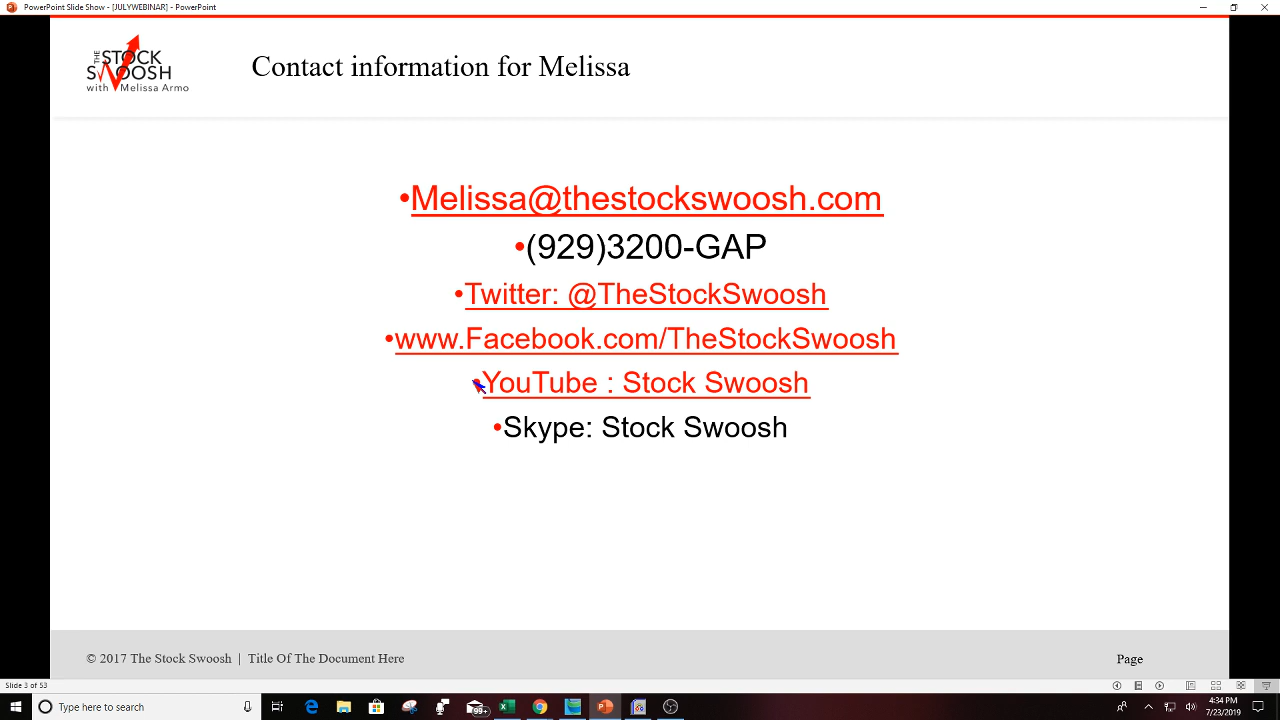 PowerPoint Slide Show - [JULYWEBINAR] - PowerPoint
THE STOCK
SWOOSH
with Melissa Armo
Contact information for Melissa
•Melissa@thestockswoosh.com
•(929)3200-GAP
•Twitter: @TheStockSwoosh
•www.Facebook.com/TheStockSwoosh
•YouTube : Stock Swoosh
•Skype: Stock Swoosh
© 2017 The Stock Swoosh | Title Of The Document Here
Page
Slide 3 of 53
Type here to search
99+
4:34 PM
7/23/2019